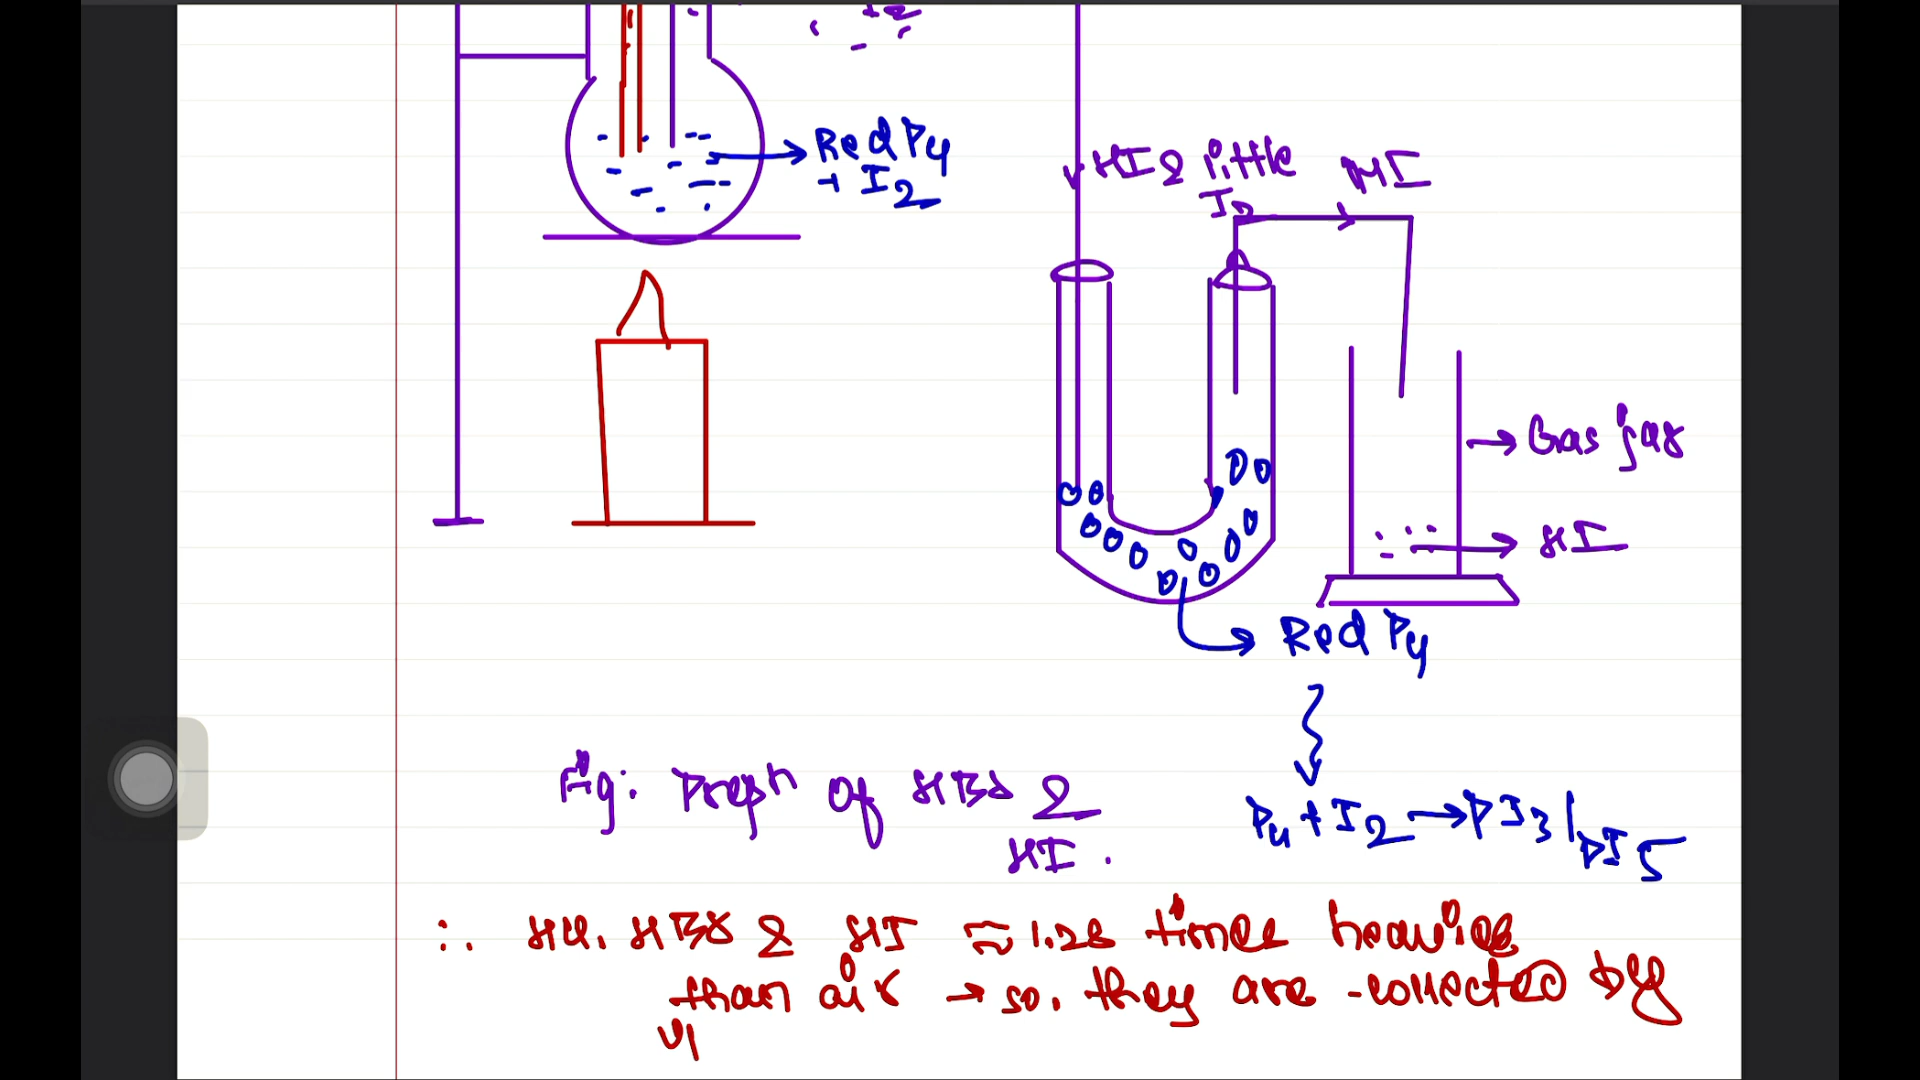 I2
Red P4
+ I2
HI & little
I2
HI
Gas jar
HI
Red P4
P4 + I2 → PI3 | PI5
Fig: Prepn of HBr &
HI.
∴ HCl, HBr & HI ≈ 1.28 times heavier
than air → so, they are collected by